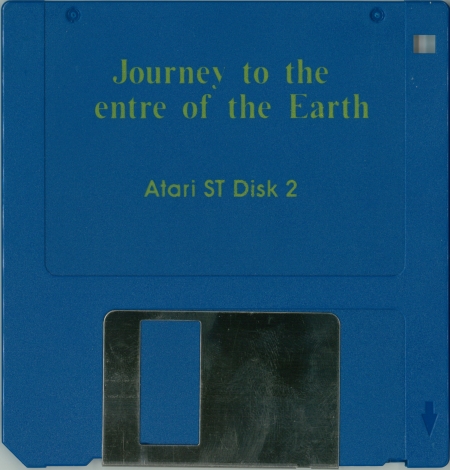 Journey to the
entre of the Earth
Atari ST Disk 2